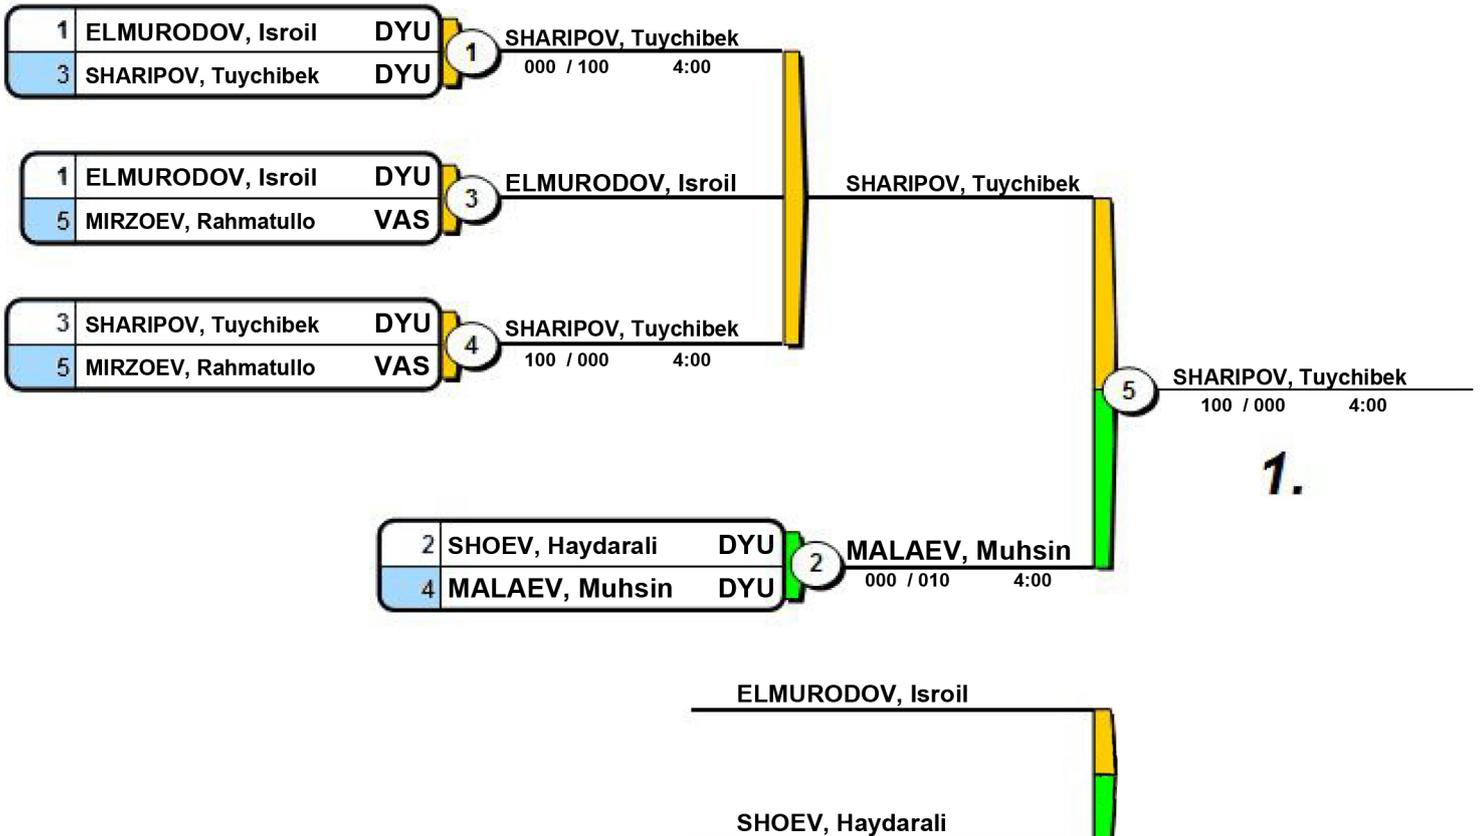 1 ELMURODOV, Isroil DYU
3 SHARIPOV, Tuychibek DYU
1
SHARIPOV, Tuychibek
000 / 100 4:00
1 ELMURODOV, Isroil DYU
5 MIRZOEV, Rahmatullo VAS
3
ELMURODOV, Isroil
SHARIPOV, Tuychibek
3 SHARIPOV, Tuychibek DYU
5 MIRZOEV, Rahmatullo VAS
4
SHARIPOV, Tuychibek
100 / 000 4:00
5
SHARIPOV, Tuychibek
100 / 000 4:00
1.
2 SHOEV, Haydarali DYU
4 MALAEV, Muhsin DYU
2
MALAEV, Muhsin
000 / 010 4:00
ELMURODOV, Isroil
SHOEV, Haydarali